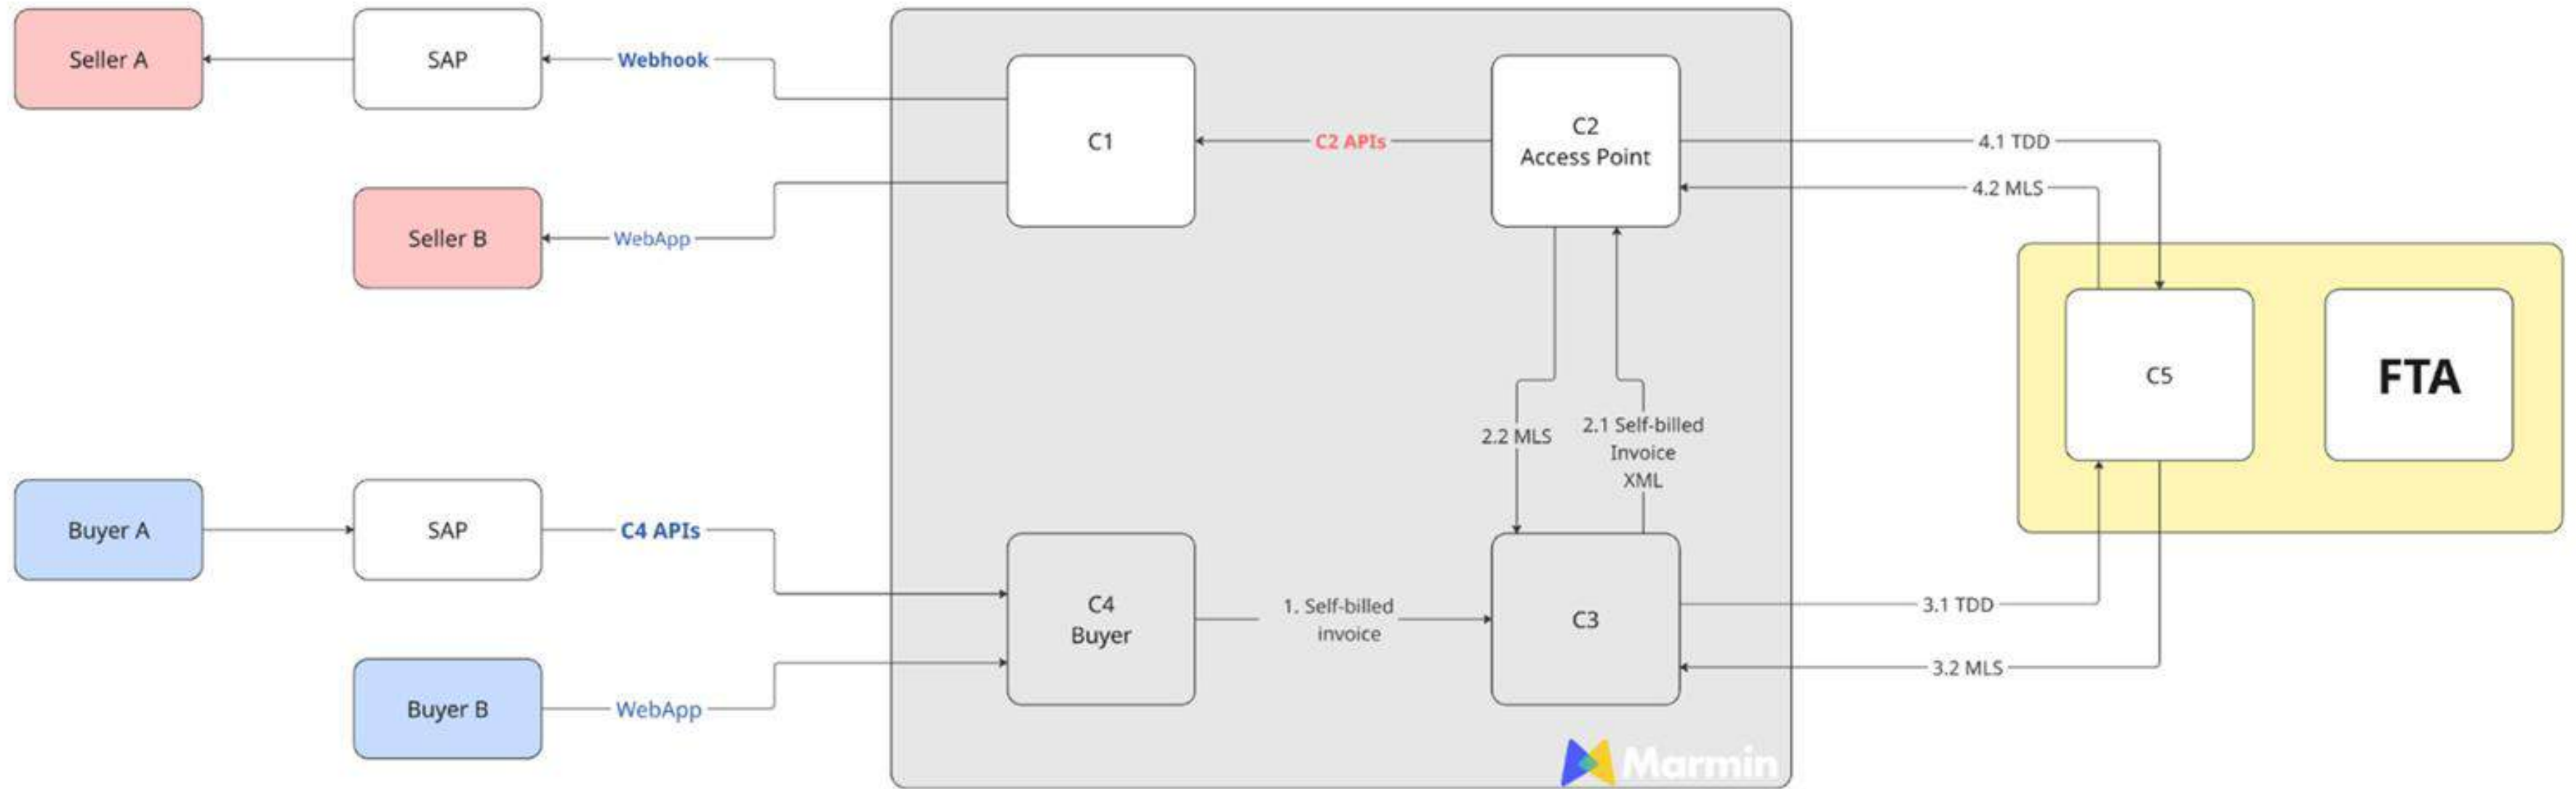 Seller A
SAP
Webhook
C1
C2 APIs
C2
Access Point
4.1 TDD
4.2 MLS
Seller B
WebApp
C5
FTA
2.2 MLS
2.1 Self-billed
Invoice
XML
Buyer A
SAP
C4 APIs
C4
Buyer
1. Self-billed
invoice
C3
3.1 TDD
3.2 MLS
Buyer B
WebApp
Marmin